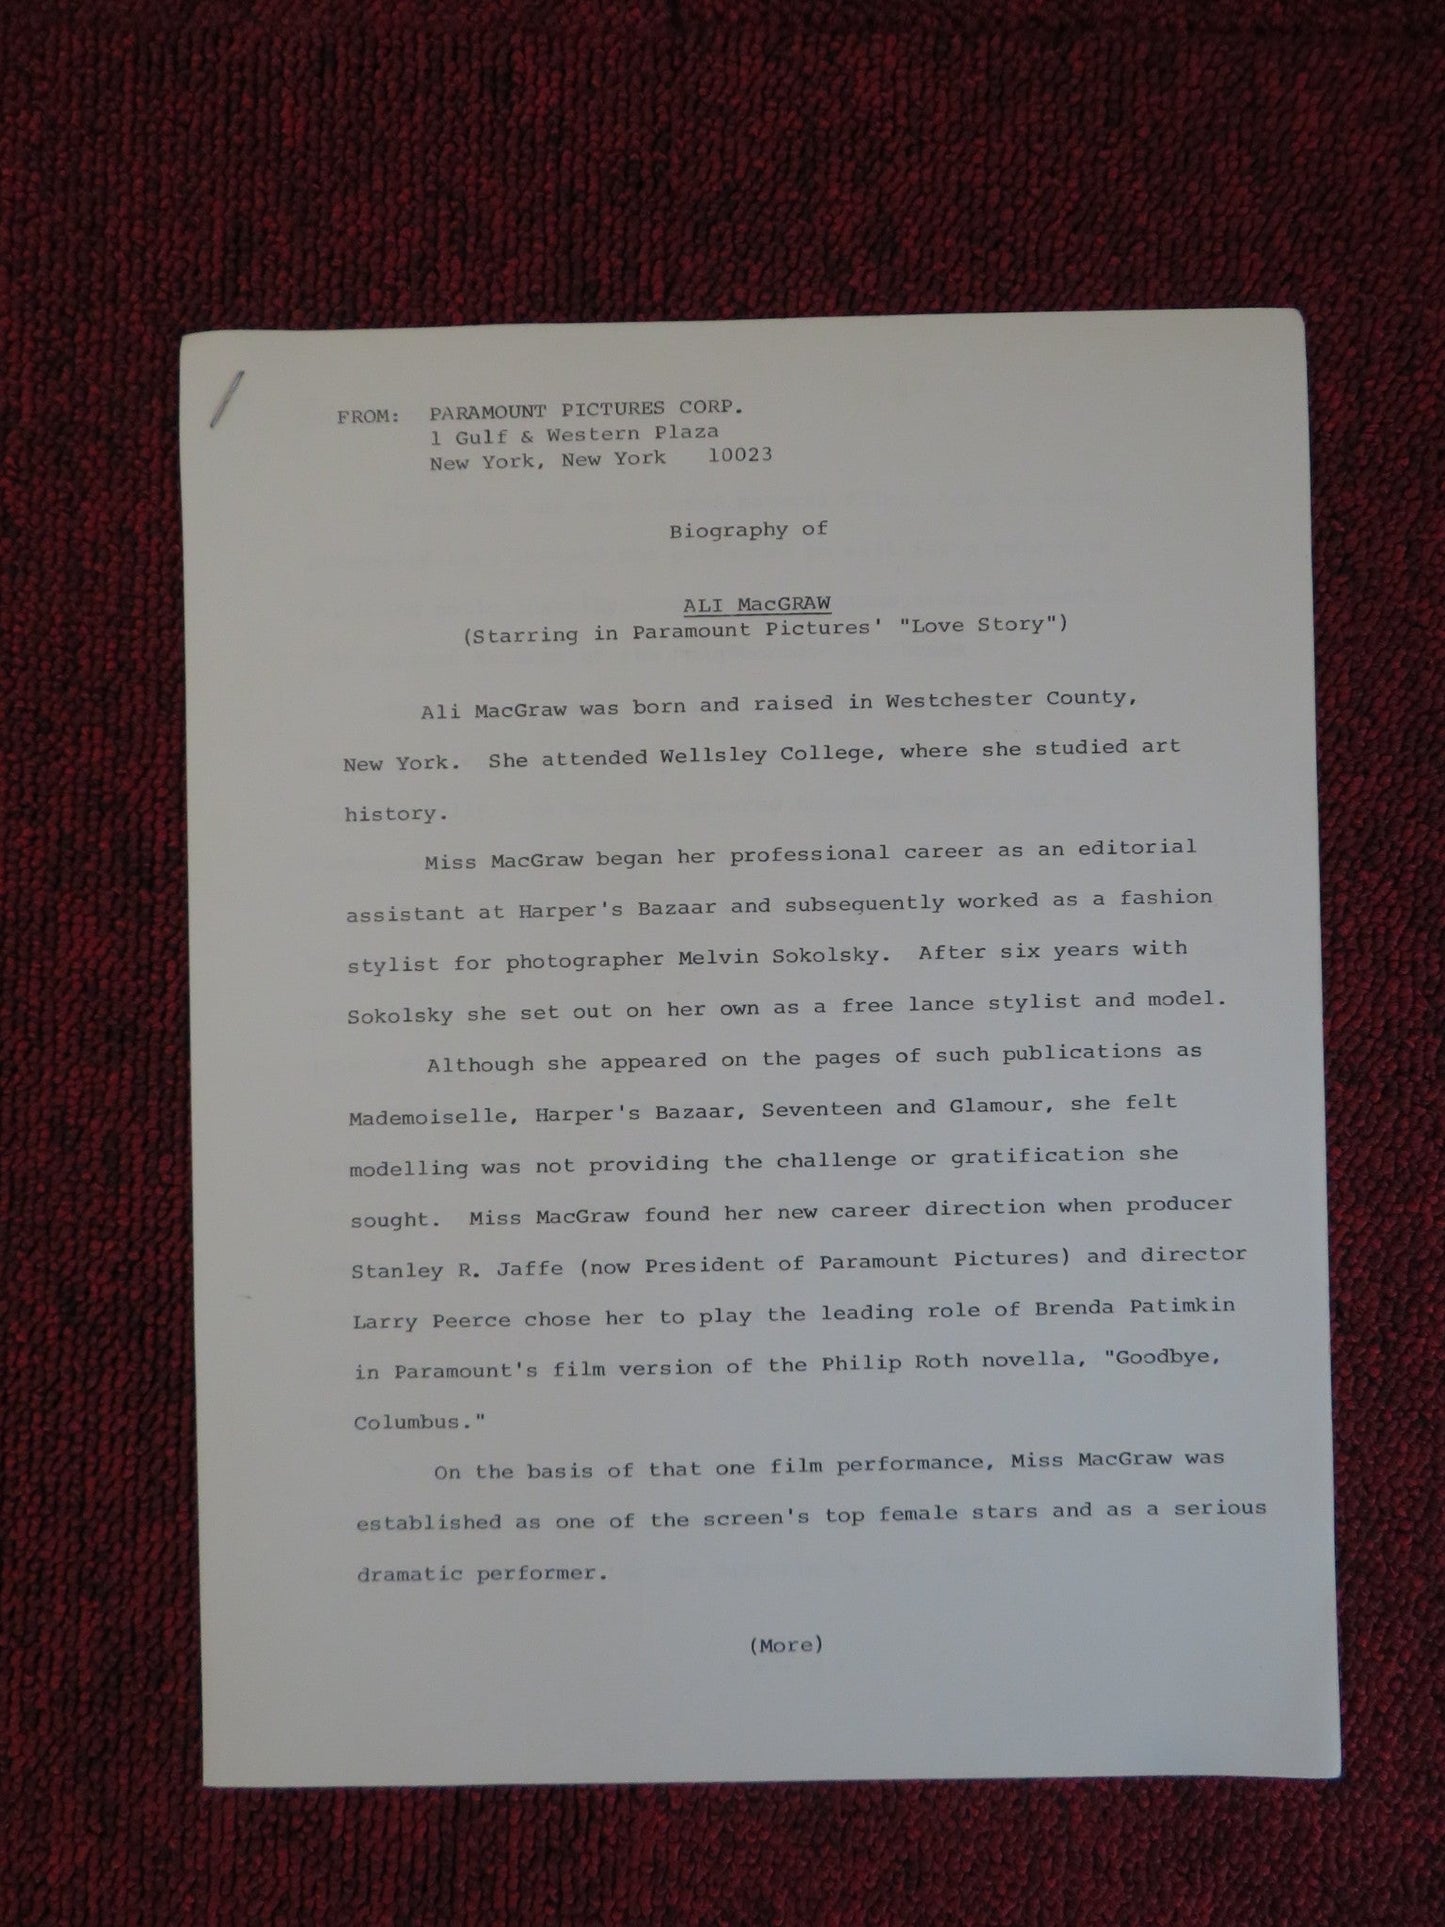 FROM: PARAMOUNT PICTURES CORP.
1 Gulf & Western Plaza
New York, New York 10023
Biography of
ALI MacGRAW
(Starring in Paramount Pictures' "Love Story")
Ali MacGraw was born and raised in Westchester County,
New York. She attended Wellsley College, where she studied art
history.
Miss MacGraw began her professional career as an editorial
assistant at Harper's Bazaar and subsequently worked as a fashion
stylist for photographer Melvin Sokolsky. After six years with
Sokolsky she set out on her own as a free lance stylist and model.
Although she appeared on the pages of such publications as
Mademoiselle, Harper's Bazaar, Seventeen and Glamour, she felt
modelling was not providing the challenge or gratification she
sought. Miss MacGraw found her new career direction when producer
Stanley R. Jaffe (now President of Paramount Pictures) and director
Larry Peerce chose her to play the leading role of Brenda Patimkin
in Paramount's film version of the Philip Roth novella, "Goodbye,
Columbus."
On the basis of that one film performance, Miss MacGraw was
established as one of the screen's top female stars and as a serious
dramatic performer.
(More)